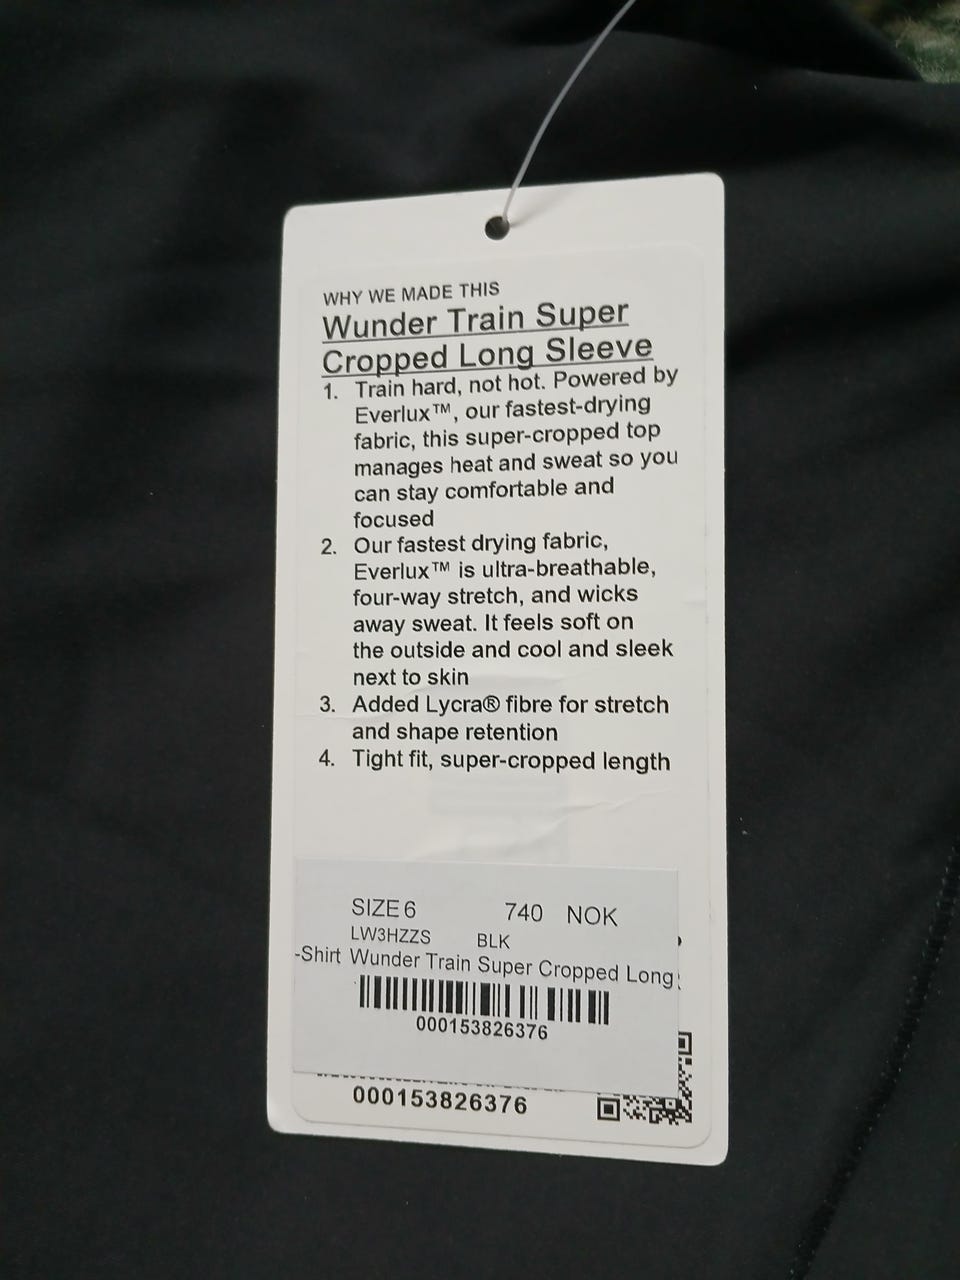 WHY WE MADE THIS
Wunder Train Super
Cropped Long Sleeve
1. Train hard, not hot. Powered by
Everlux™, our fastest-drying
fabric, this super-cropped top
manages heat and sweat so you
can stay comfortable and
focused
2. Our fastest drying fabric,
Everlux™ is ultra-breathable,
four-way stretch, and wicks
away sweat. It feels soft on
the outside and cool and sleek
next to skin
3. Added Lycra® fibre for stretch
and shape retention
4. Tight fit, super-cropped length
SIZE 6 740 NOK
LW3HZZS BLK
-Shirt Wunder Train Super Cropped Long
000153826376
000153826376